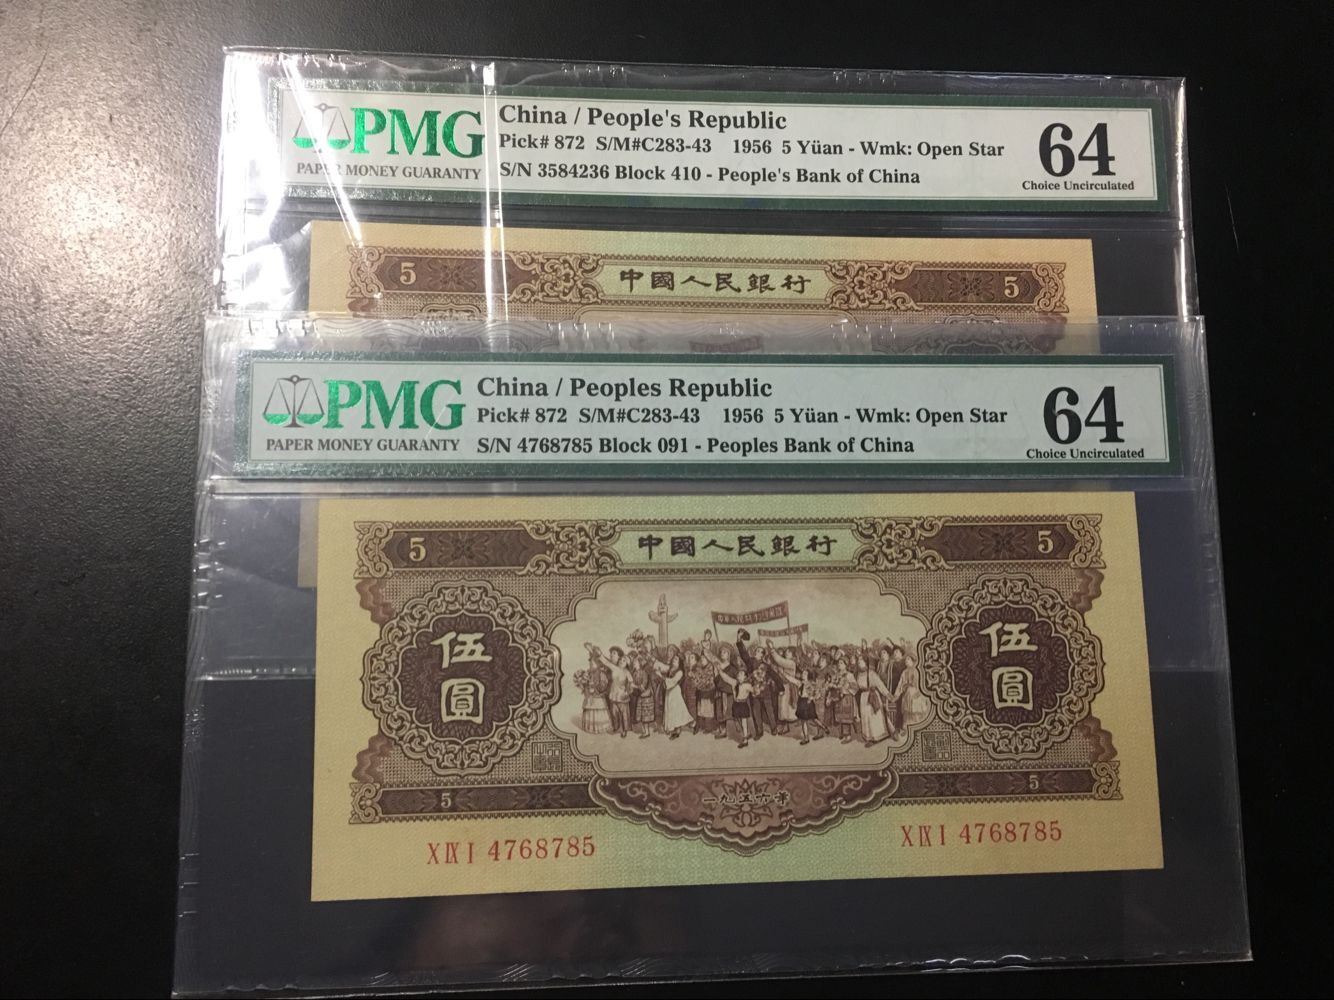 PMG
PAPER MONEY GUARANTY
China / People's Republic
Pick# 872 S/M#C283-43 1956 5 Yüan - Wmk: Open Star
S/N 3584236 Block 410 - People's Bank of China
64
Choice Uncirculated
5 中國人民銀行 5
PMG
PAPER MONEY GUARANTY
China / Peoples Republic
Pick# 872 S/M#C283-43 1956 5 Yüan - Wmk: Open Star
S/N 4768785 Block 091 - Peoples Bank of China
64
Choice Uncirculated
5 中國人民銀行 5
伍圓 伍圓
5 一九五六年 5
X IX I 4768785 X IX I 4768785